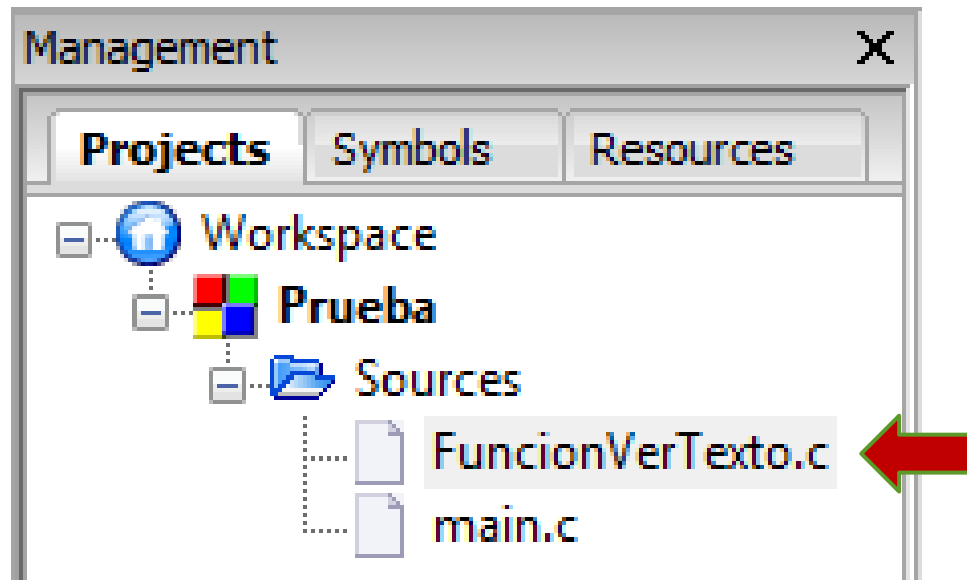 Management
Projects Symbols Resources
Workspace
Prueba
Sources
FuncionVerTexto.c
main.c